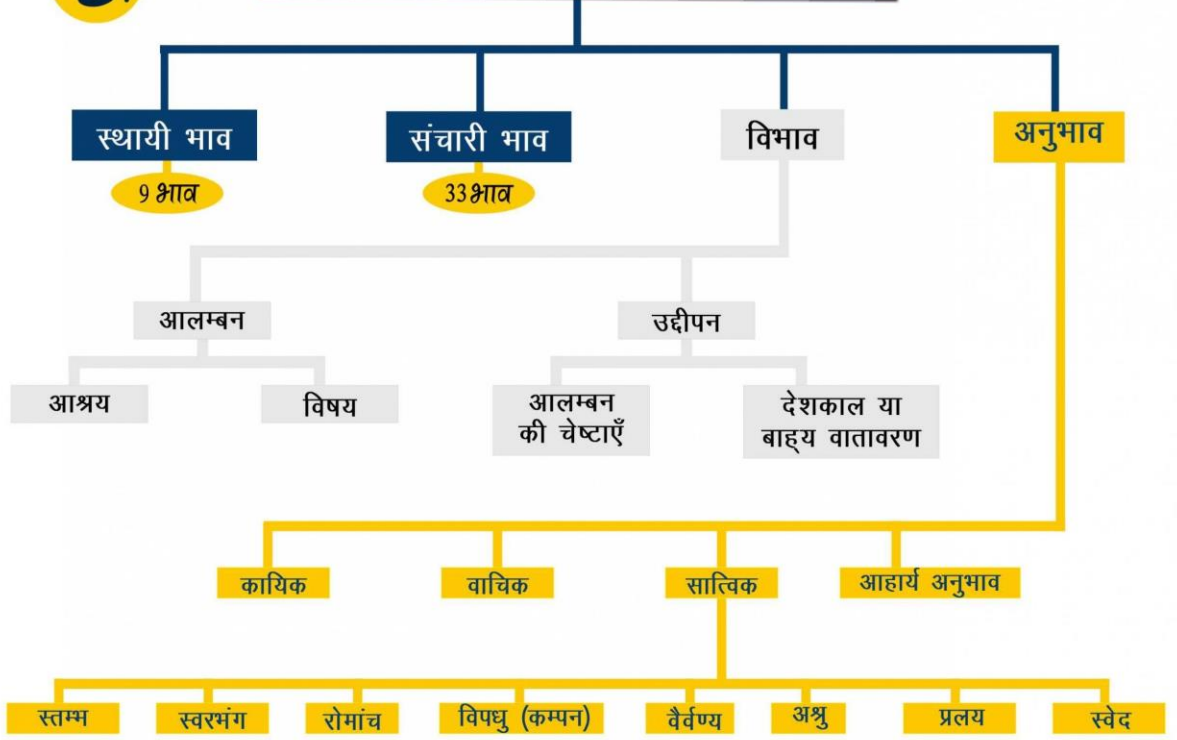 स्थायी भाव
संचारी भाव
विभाव
अनुभाव
9 भाव
33 भाव
आलम्बन
उद्दीपन
आश्रय
विषय
आलम्बन
की चेष्टाएँ
देशकाल या
बाह्य वातावरण
कायिक
वाचिक
सात्विक
आहार्य अनुभाव
स्तम्भ
स्वरभंग
रोमांच
विपधु (कम्पन)
वैर्वण्य
अश्रु
प्रलय
स्वेद